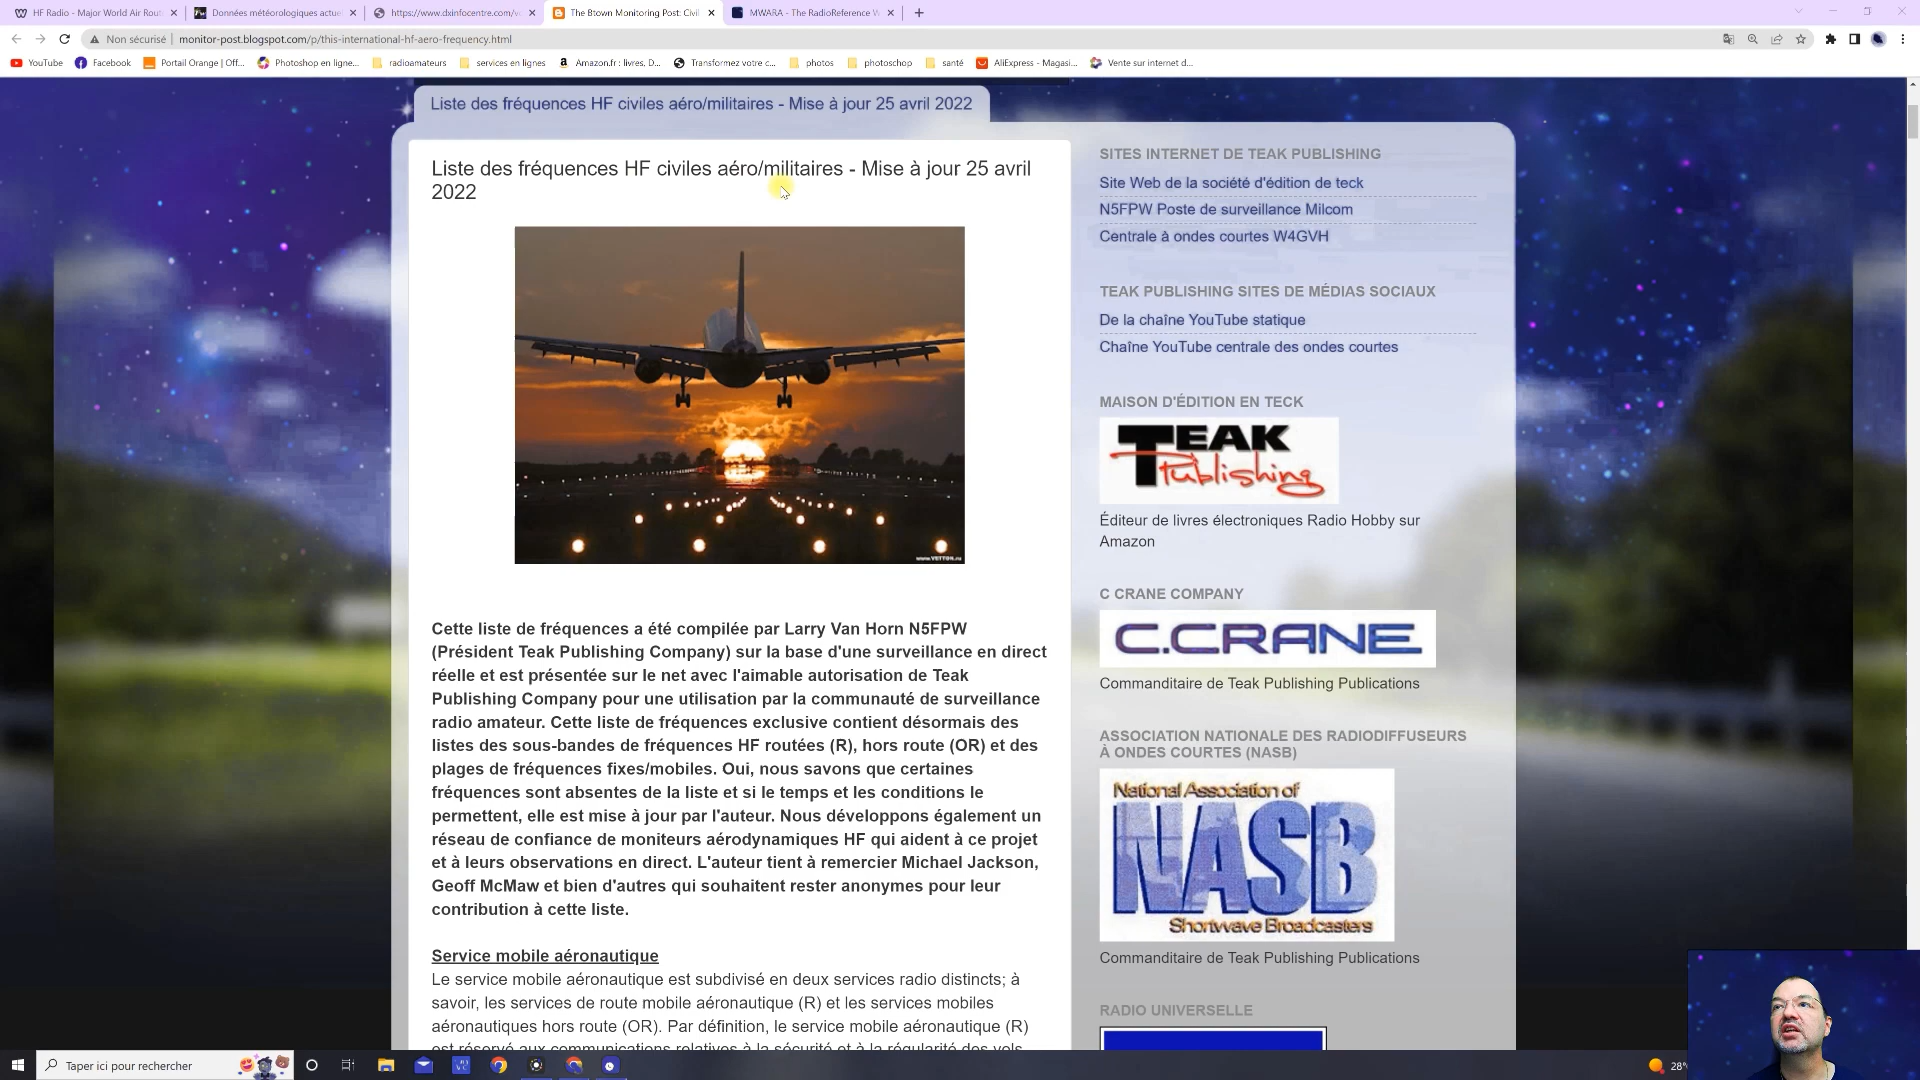 HF Radio - Major World Air Rout
Données météorologiques actue
https://www.dxinfocentre.com/
The Btown Monitoring Post: Civil
MWARA - The RadioReference W
Non sécurisé
monitor-post.blogspot.com/p/this-international-hf-aero-frequency.html
YouTube
Facebook
Portail Orange | Off...
Photoshop en ligne...
radioamateurs
services en lignes
Amazon.fr : livres, D...
Transformez votre c...
photos
photoschop
santé
AliExpress - Magasi...
Vente sur internet d...
Liste des fréquences HF civiles aéro/militaires - Mise à jour 25 avril 2022
Liste des fréquences HF civiles aéro/militaires - Mise à jour 25 avril
2022
Cette liste de fréquences a été compilée par Larry Van Horn N5FPW
(Président Teak Publishing Company) sur la base d'une surveillance en direct
réelle et est présentée sur le net avec l'aimable autorisation de Teak
Publishing Company pour une utilisation par la communauté de surveillance
radio amateur. Cette liste de fréquences exclusive contient désormais des
listes des sous-bandes de fréquences HF routées (R), hors route (OR) et des
plages de fréquences fixes/mobiles. Oui, nous savons que certaines
fréquences sont absentes de la liste et si le temps et les conditions le
permettent, elle est mise à jour par l'auteur. Nous développons également un
réseau de confiance de moniteurs aérodynamiques HF qui aident à ce projet
et à leurs observations en direct. L'auteur tient à remercier Michael Jackson,
Geoff McMaw et bien d'autres qui souhaitent rester anonymes pour leur
contribution à cette liste.
Service mobile aéronautique
Le service mobile aéronautique est subdivisé en deux services radio distincts; à
savoir, les services de route mobile aéronautique (R) et les services mobiles
aéronautiques hors route (OR). Par définition, le service mobile aéronautique (R)
est réservé aux communications relatives à la sécurité et à la régularité des vols
SITES INTERNET DE TEAK PUBLISHING
Site Web de la société d'édition de teck
N5FPW Poste de surveillance Milcom
Centrale à ondes courtes W4GVH
TEAK PUBLISHING SITES DE MÉDIAS SOCIAUX
De la chaîne YouTube statique
Chaîne YouTube centrale des ondes courtes
MAISON D'ÉDITION EN TECK
TEAK
Publishing
Éditeur de livres électroniques Radio Hobby sur
Amazon
C CRANE COMPANY
C.CRANE
Commanditaire de Teak Publishing Publications
ASSOCIATION NATIONALE DES RADIODIFFUSEURS
À ONDES COURTES (NASB)
National Association of
NASB
Shortwave Broadcasters
Commanditaire de Teak Publishing Publications
RADIO UNIVERSELLE
Taper ici pour rechercher
28°